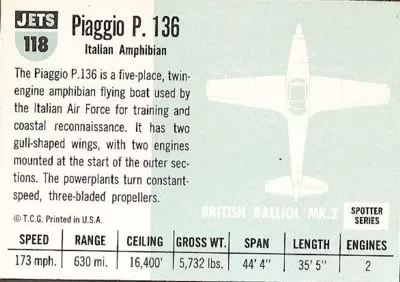 JETS
118
Piaggio P. 136
Italian Amphibian
The Piaggio P.136 is a five-place, twin-
engine amphibian flying boat used by
the Italian Air Force for training and
coastal reconnaissance. It has two
gull-shaped wings, with two engines
mounted at the start of the outer sec-
tions. The powerplants turn constant-
speed, three-bladed propellers.
© T.C.G. Printed in U.S.A.
BRITISH BALLIOL MK.2
SPOTTER
SERIES
SPEED RANGE CEILING GROSS WT. SPAN LENGTH ENGINES
173 mph. 630 mi. 16,400' 5,732 lbs. 44' 4" 35' 5" 2